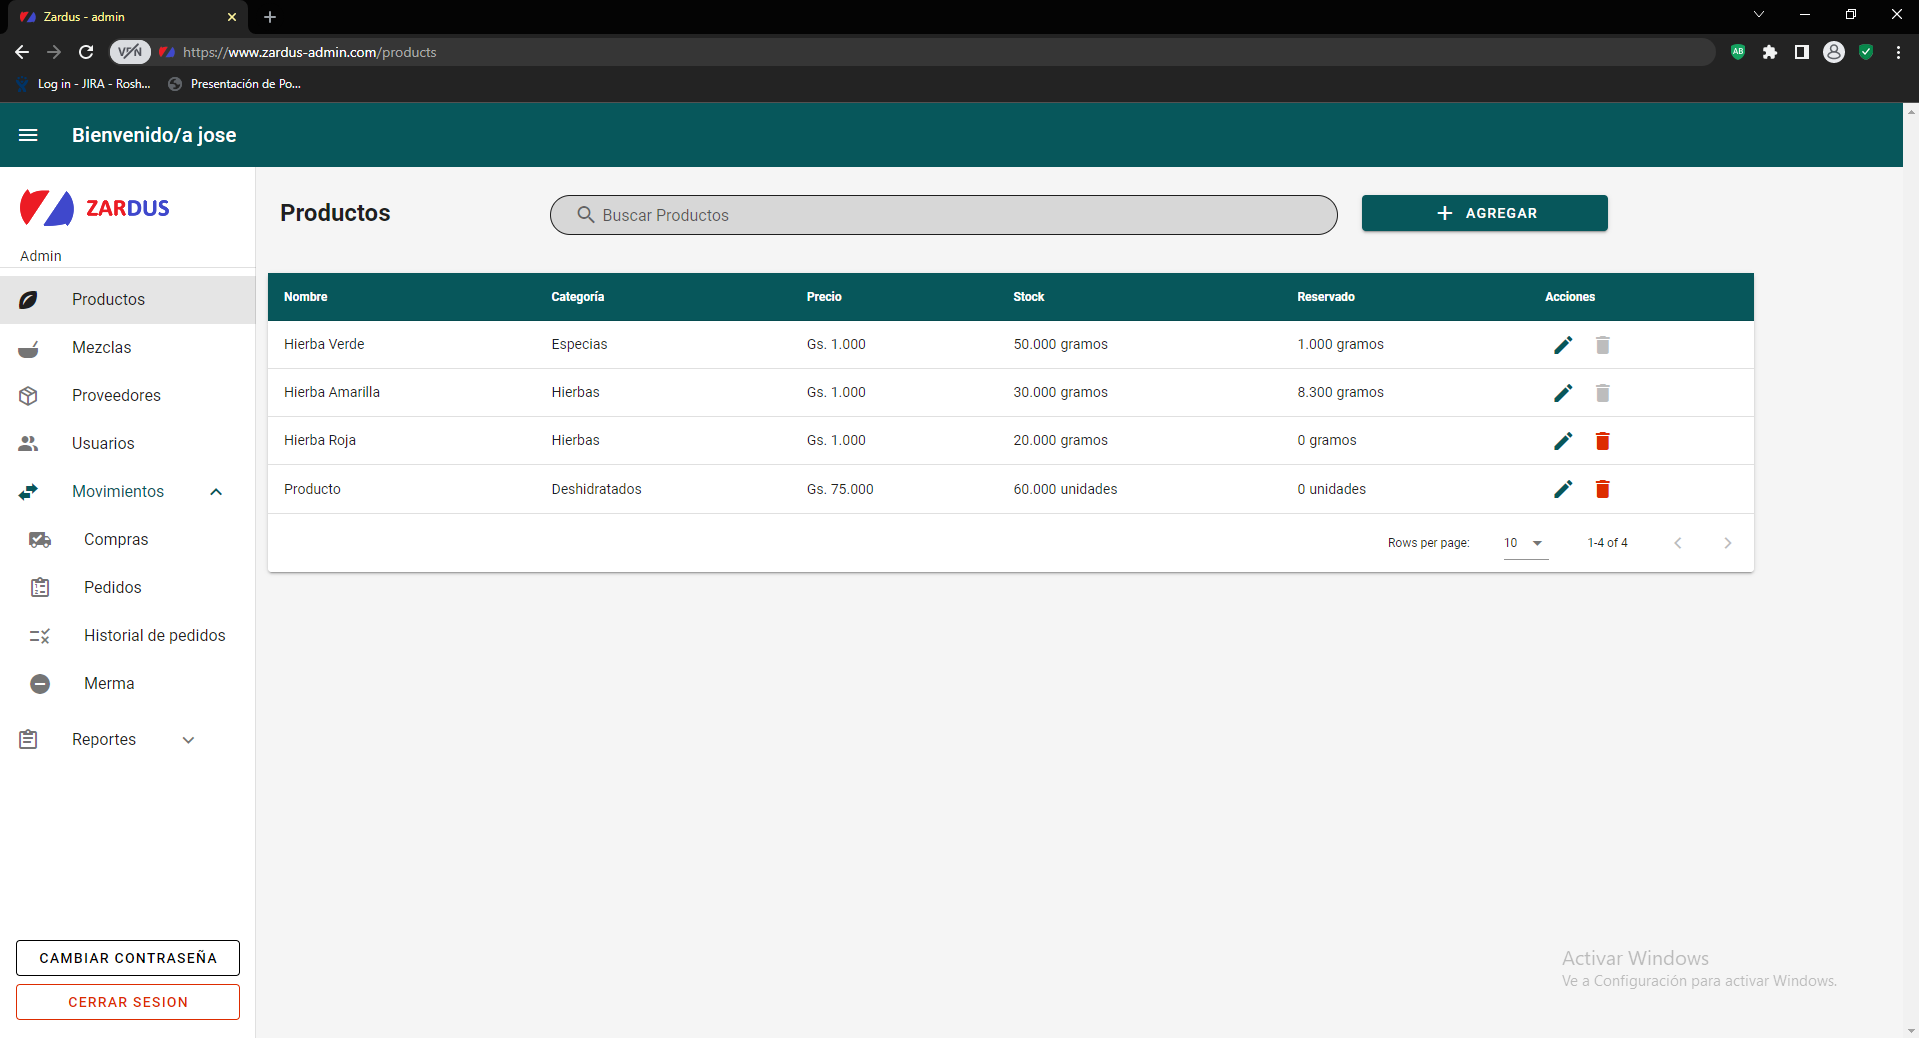 Zardus - admin
VPN
https://www.zardus-admin.com/products
Log in - JIRA - Rosh...
Presentación de Po...
Bienvenido/a jose
ZARDUS
Admin
Productos
Mezclas
Proveedores
Usuarios
Movimientos
Compras
Pedidos
Historial de pedidos
Merma
Reportes
CAMBIAR CONTRASEÑA
CERRAR SESION
Productos
Buscar Productos
AGREGAR
Nombre Categoría Precio Stock Reservado Acciones
Hierba Verde Especias Gs. 1.000 50.000 gramos 1.000 gramos
Hierba Amarilla Hierbas Gs. 1.000 30.000 gramos 8.300 gramos
Hierba Roja Hierbas Gs. 1.000 20.000 gramos 0 gramos
Producto Deshidratados Gs. 75.000 60.000 unidades 0 unidades
Rows per page: 10 1-4 of 4
Activar Windows
Ve a Configuración para activar Windows.